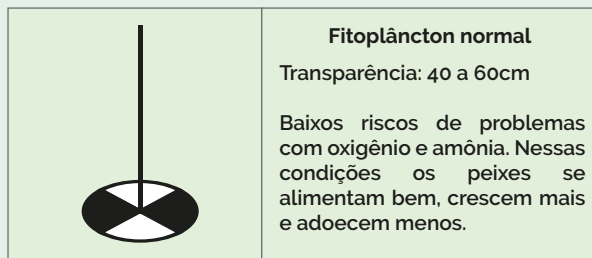 Fitoplâncton normal
Transparência: 40 a 60cm
Baixos riscos de problemas
com oxigênio e amônia. Nessas
condições os peixes se
alimentam bem, crescem mais
e adoecem menos.